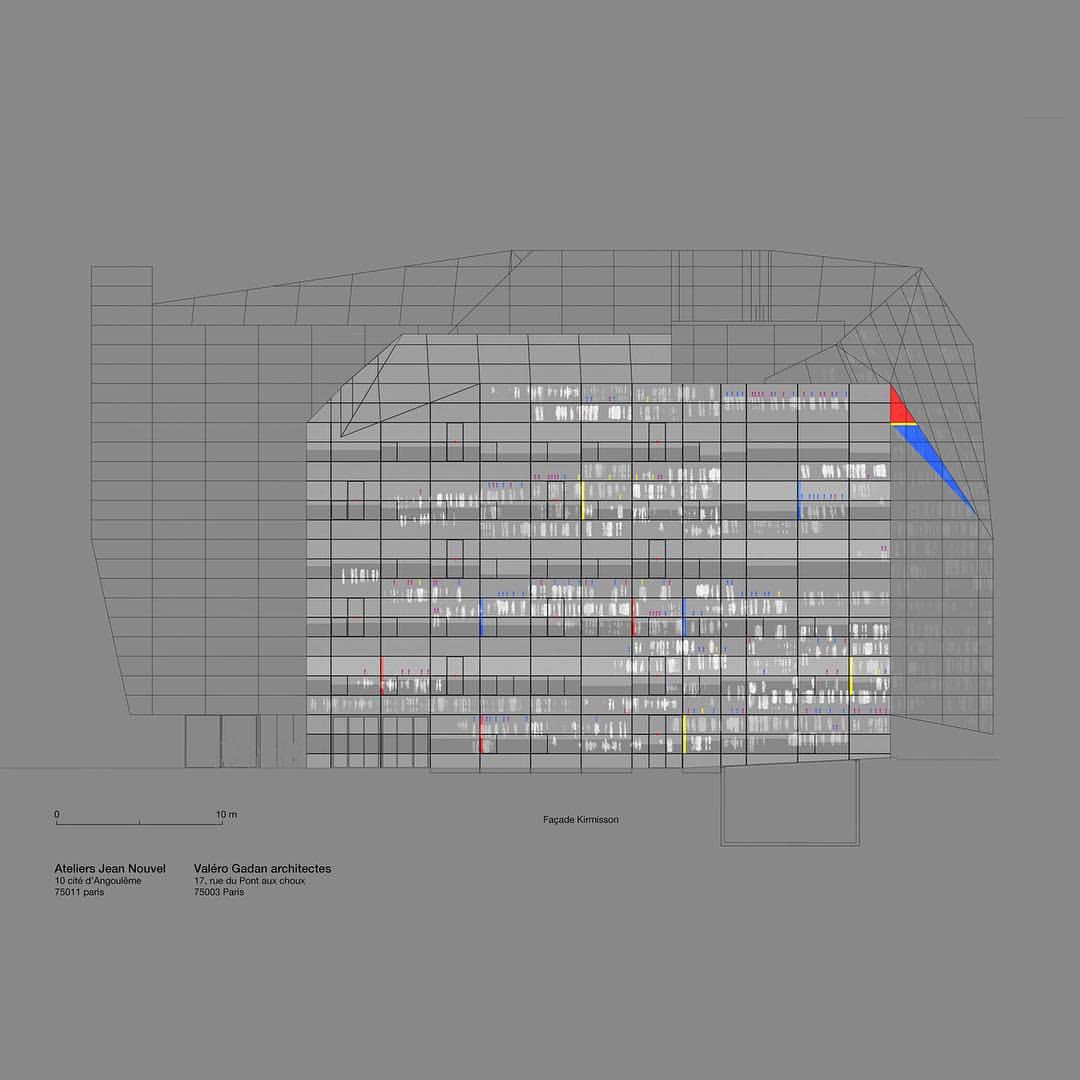 0 10 m
Façade Kirmisson
Ateliers Jean Nouvel
10 cité d'Angoulême
75011 paris
Valéro Gadan architectes
17, rue du Pont aux choux
75003 Paris